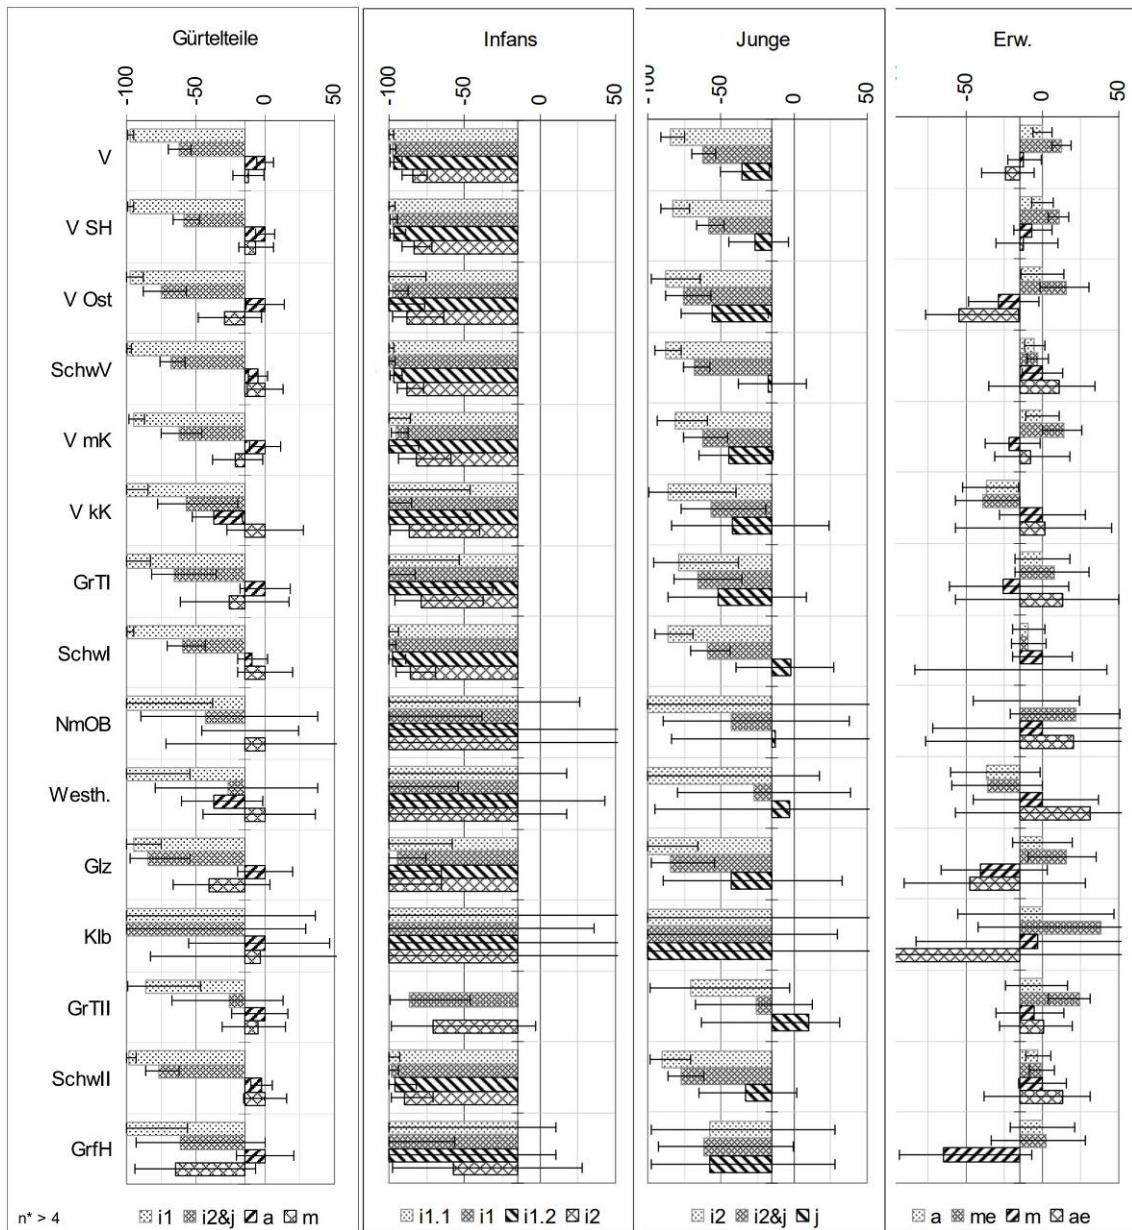 Gürtelteile
Infans
Junge
Erw.
-100 -50 0 50
-100 -50 0 50
-100 -50 0 50
-50 0 50
V
V SH
V Ost
SchwV
V mK
V kK
GrTI
SchwI
NmOB
Westh.
Glz
Klb
GrTII
SchwII
GrfH
n* > 4
i1 i2&j a m
i1.1 i1 i1.2 i2
i2 i2&j j
a me m ae